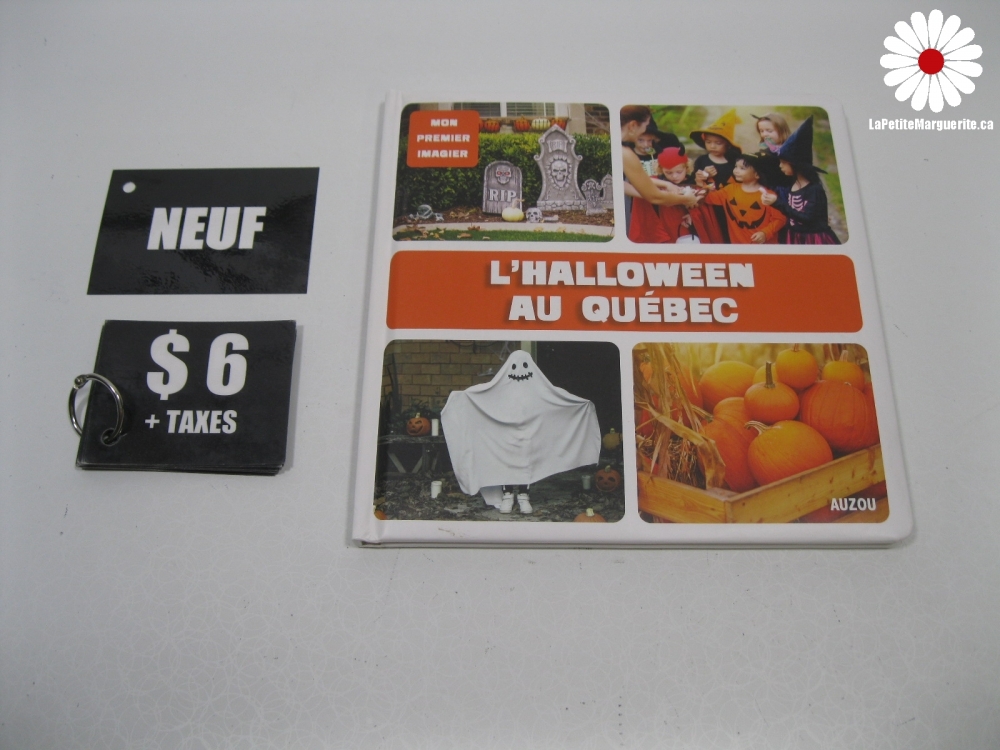 LaPetiteMarguerite.ca
NEUF
$ 6
+ TAXES
MON
PREMIER
IMAGIER
RIP
L'HALLOWEEN
AU QUÉBEC
AUZOU